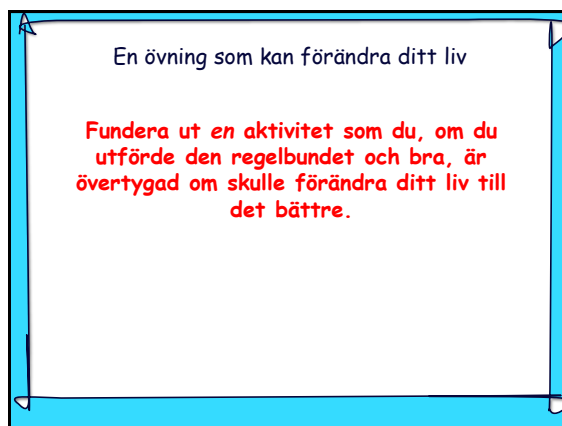 En övning som kan förändra ditt liv
Fundera ut en aktivitet som du, om du
utförde den regelbundet och bra, är
övertygad om skulle förändra ditt liv till
det bättre.